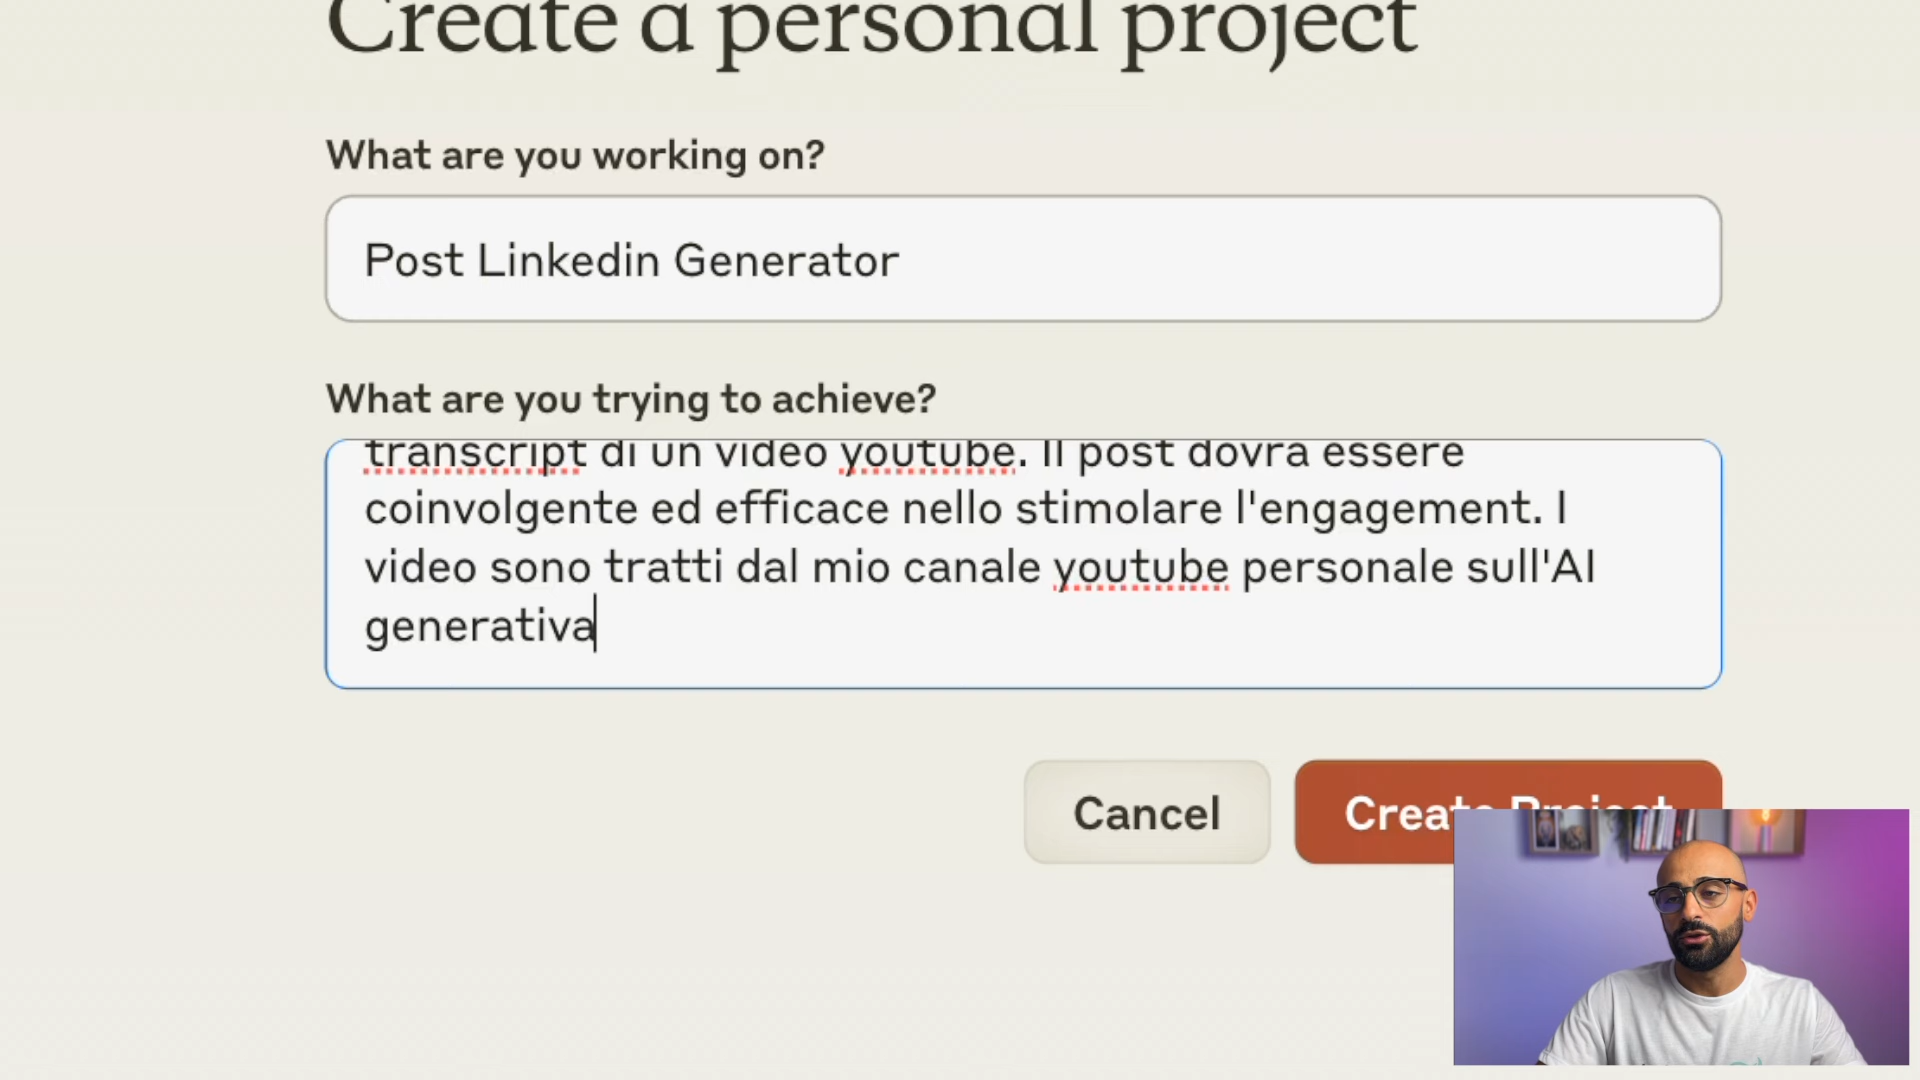 Create a personal project
What are you working on?
Post Linkedin Generator
What are you trying to achieve?
transcript di un video youtube. Il post dovrà essere
coinvolgente ed efficace nello stimolare l'engagement. I
video sono tratti dal mio canale youtube personale sull'AI
generativa
Cancel
Create Project